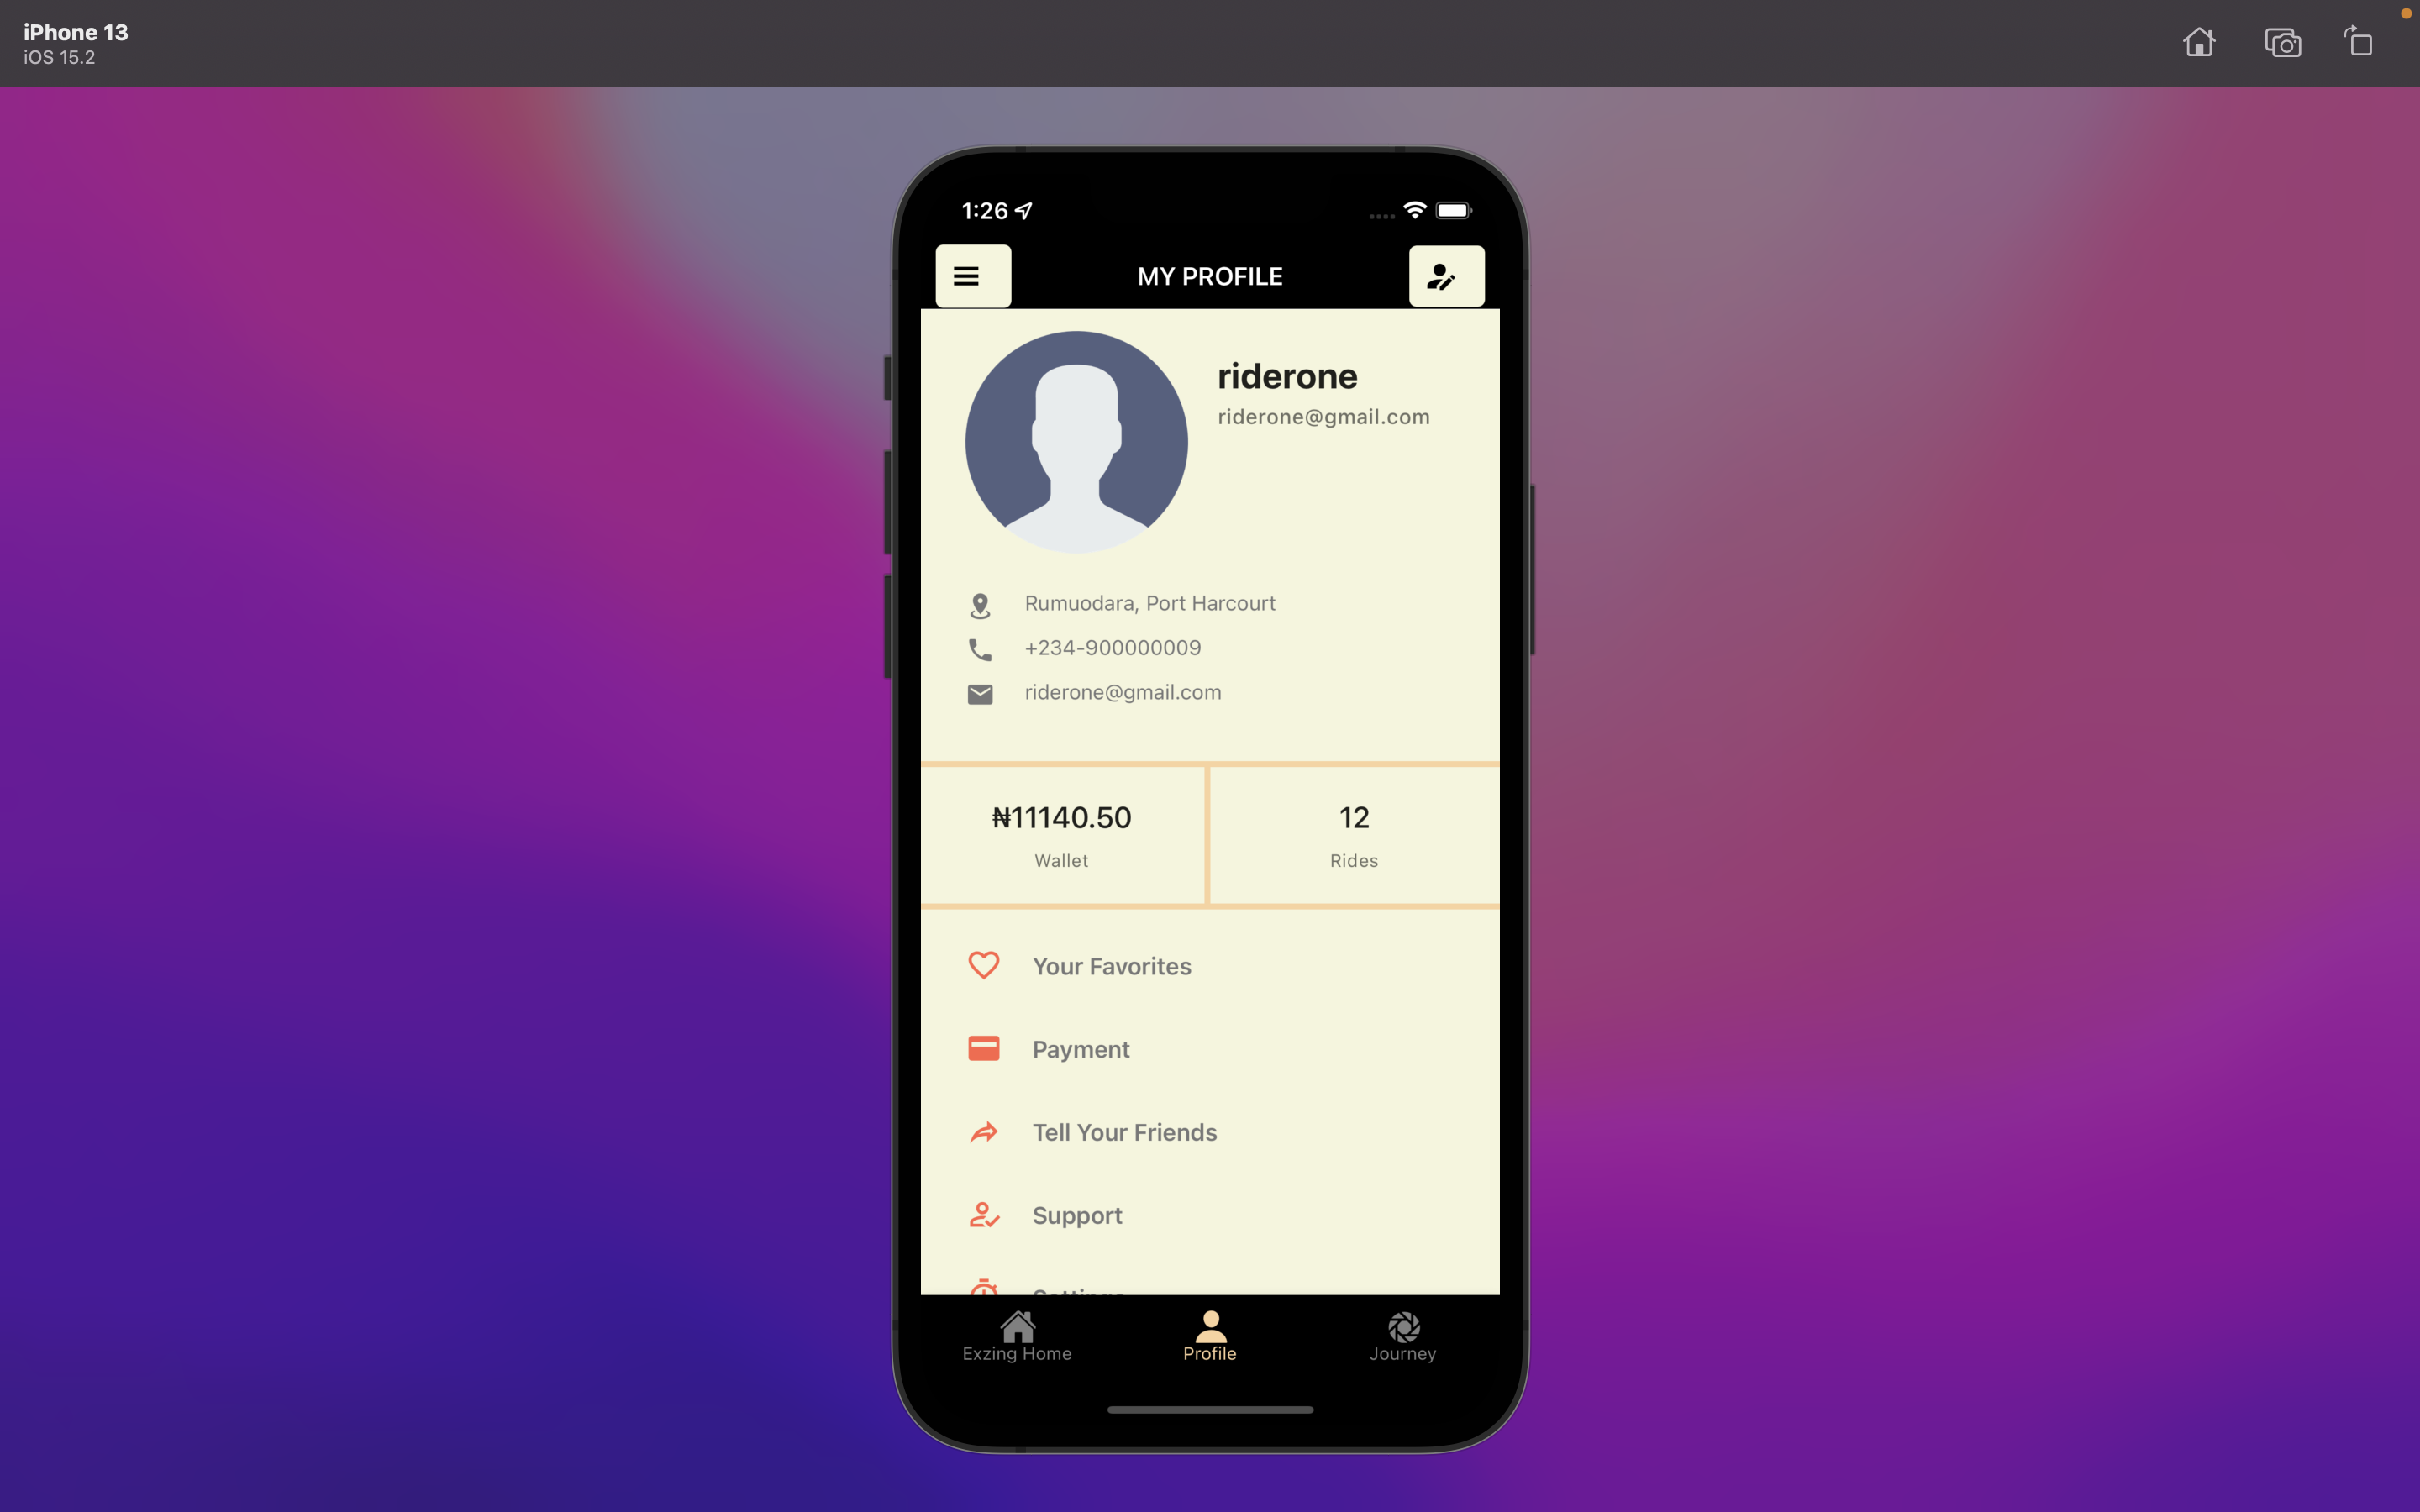 iPhone 13
iOS 15.2
1:26
MY PROFILE
riderone
riderone@gmail.com
Rumuodara, Port Harcourt
+234-900000009
riderone@gmail.com
₦11140.50
Wallet
12
Rides
Your Favorites
Payment
Tell Your Friends
Support
Settings
Exzing Home
Profile
Journey